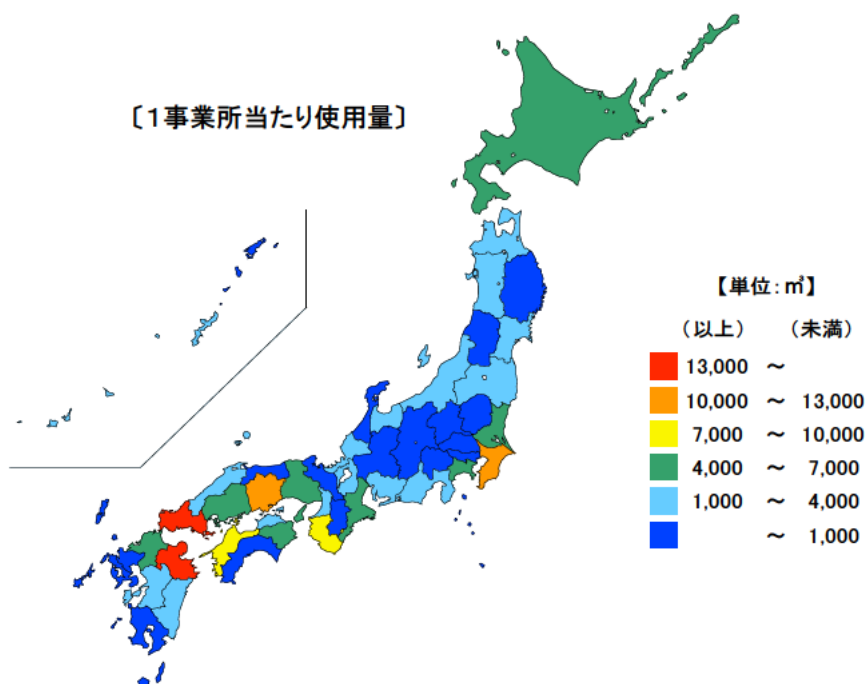 〔1事業所当たり使用量〕
【単位：㎥】
（以上）　（未満）
13,000 ～
10,000 ～ 13,000
7,000 ～ 10,000
4,000 ～ 7,000
1,000 ～ 4,000
～ 1,000